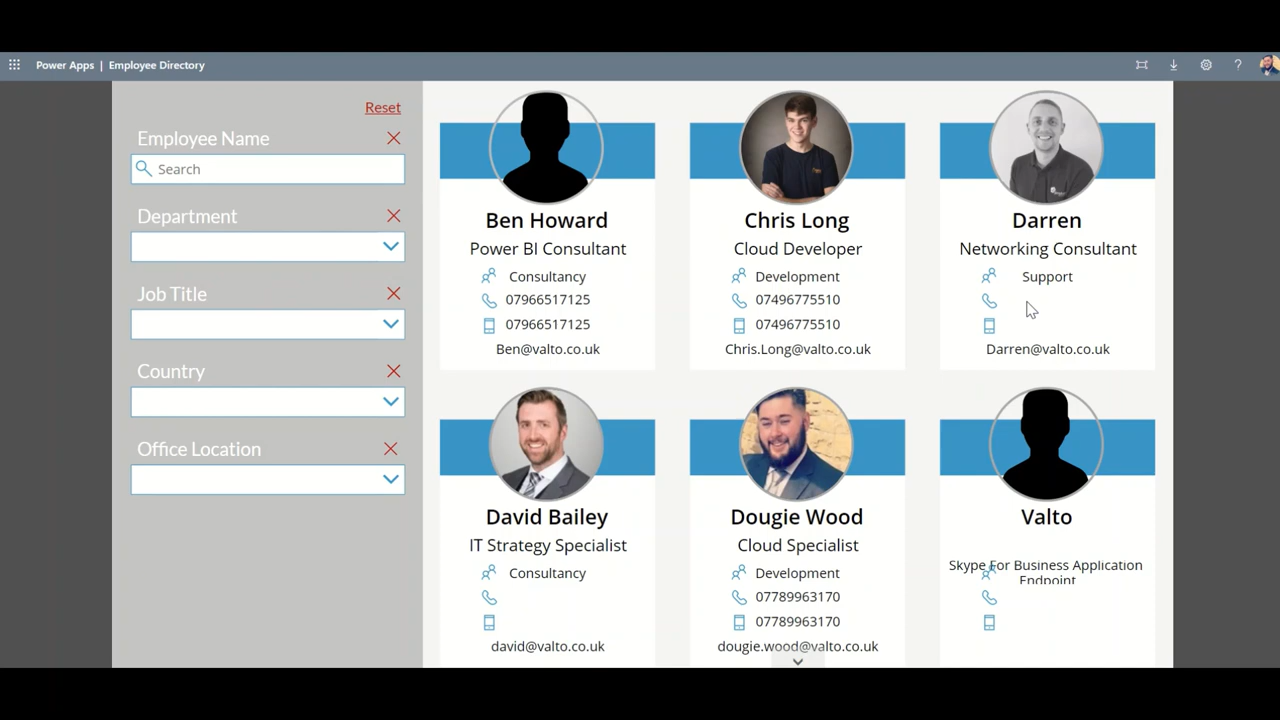 Power Apps | Employee Directory
?
Reset
Employee Name
Search
Department
Job Title
Country
Office Location
Ben Howard
Power BI Consultant
Consultancy
07966517125
07966517125
Ben@valto.co.uk
Chris Long
Cloud Developer
Development
07496775510
07496775510
Chris.Long@valto.co.uk
Darren
Networking Consultant
Support
Darren@valto.co.uk
David Bailey
IT Strategy Specialist
Consultancy
david@valto.co.uk
Dougie Wood
Cloud Specialist
Development
07789963170
07789963170
dougie.wood@valto.co.uk
Valto
Skype For Business Application
Endpoint